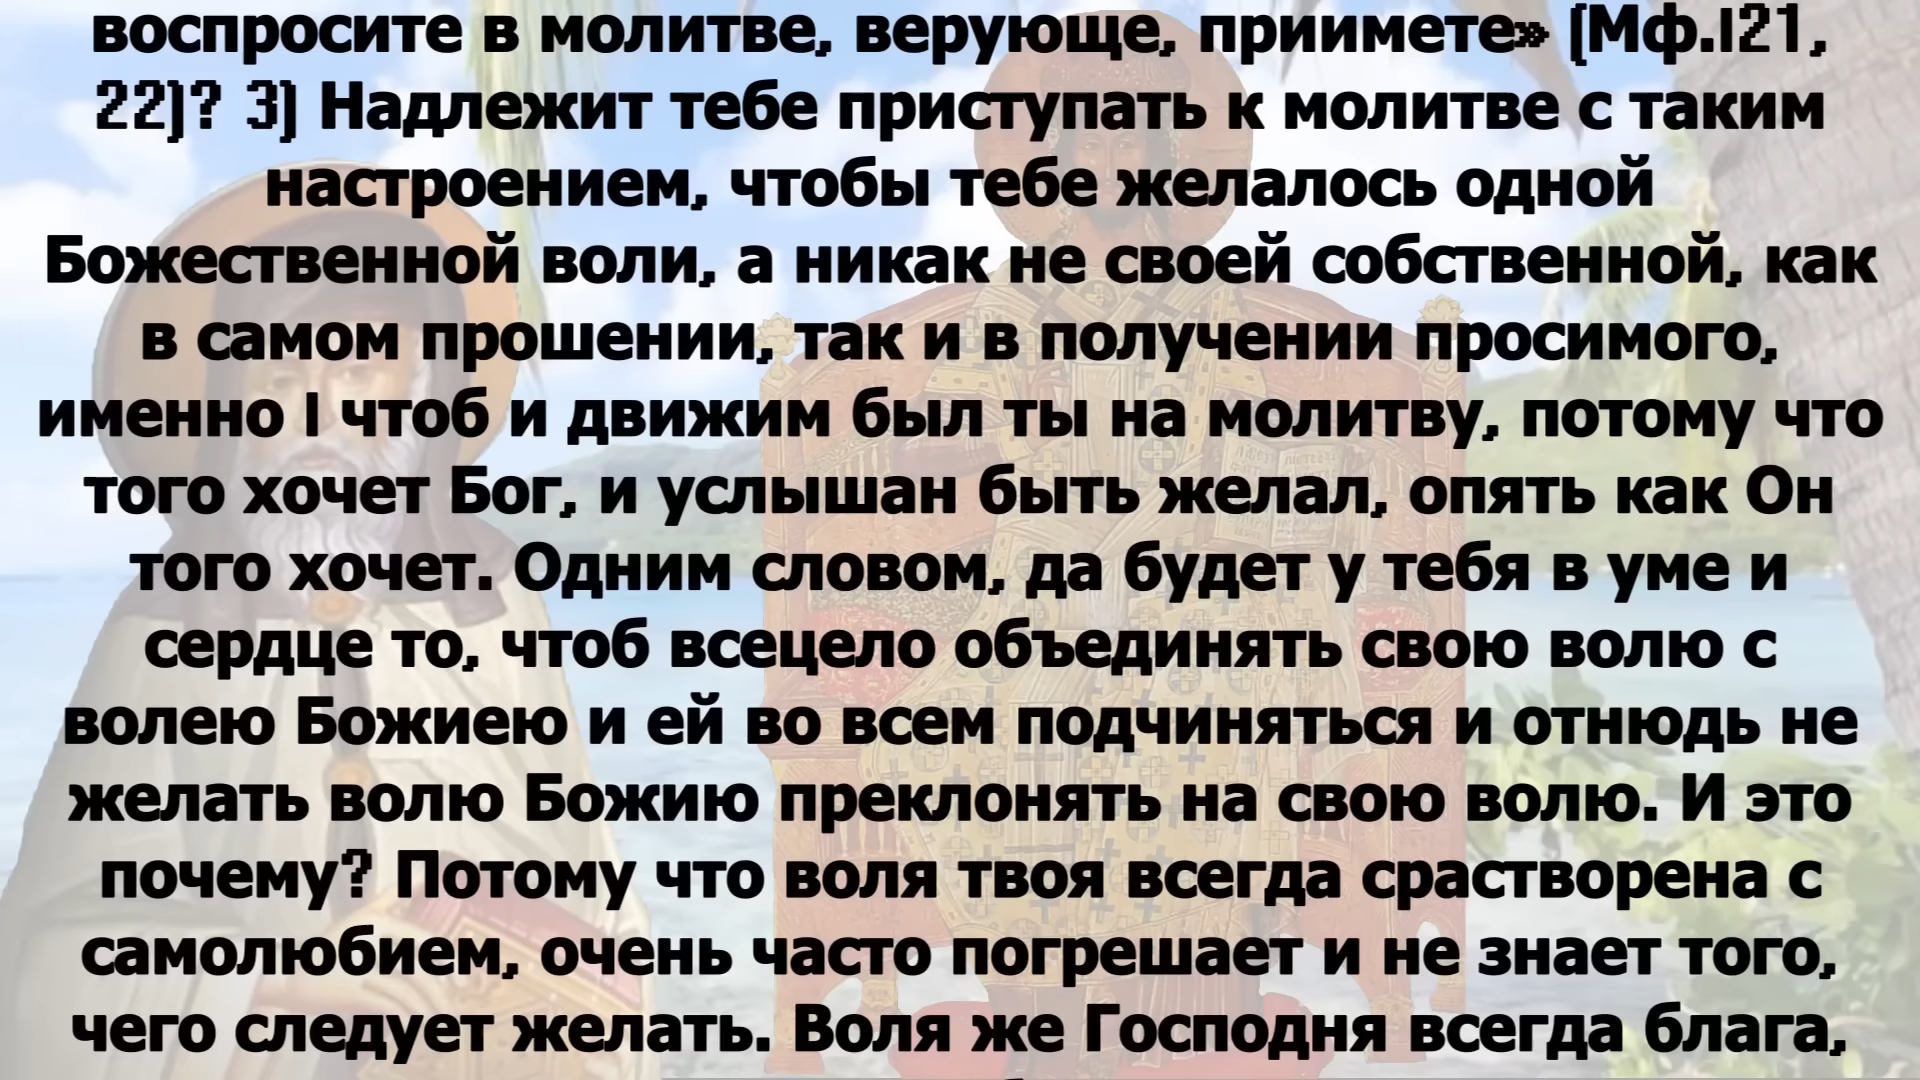 воспросите в молитве, верующе, приимете» (Мф.|21,
22)? 3) Надлежит тебе приступать к молитве с таким
настроением, чтобы тебе желалось одной
Божественной воли, а никак не своей собственной, как
в самом прошении, так и в получении просимого,
именно | чтоб и движим был ты на молитву, потому что
того хочет Бог, и услышан быть желал, опять как Он
того хочет. Одним словом, да будет у тебя в уме и
сердце то, чтоб всецело объединять свою волю с
волею Божиею и ей во всем подчиняться и отнюдь не
желать волю Божию преклонять на свою волю. И это
почему? Потому что воля твоя всегда срастворена с
самолюбием, очень часто погрешает и не знает того,
чего следует желать. Воля же Господня всегда блага,